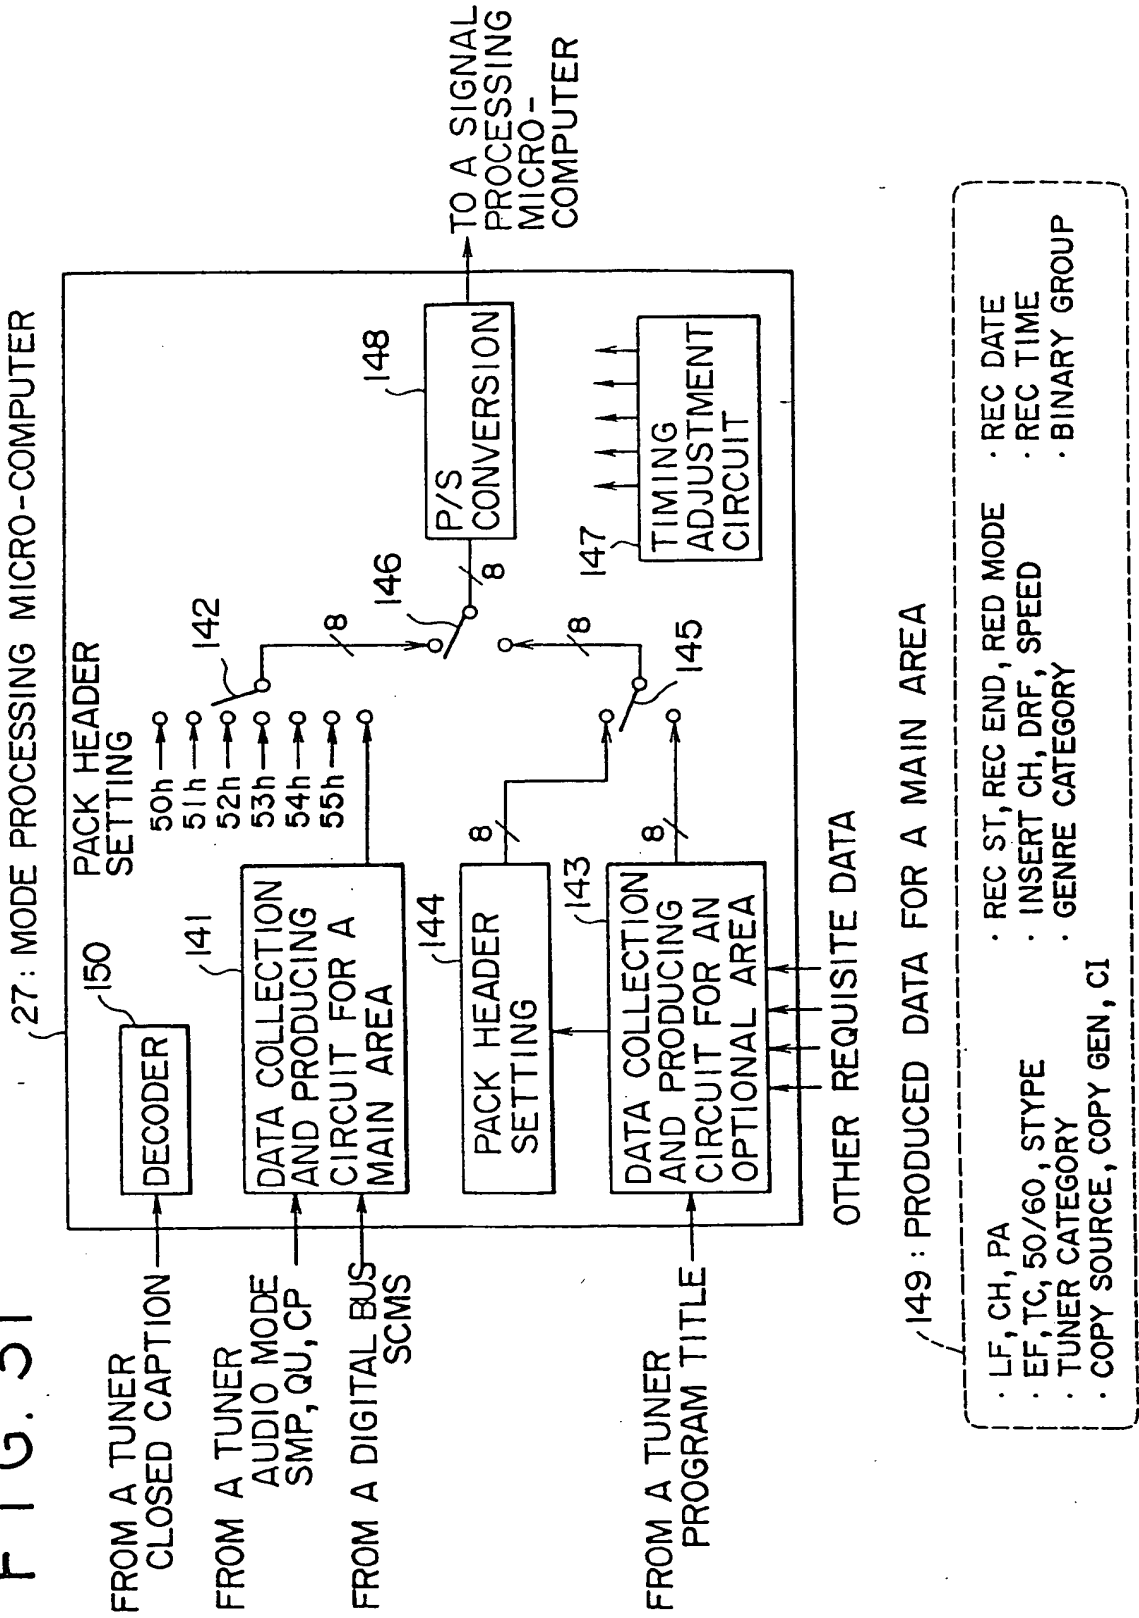 FIG. 31
27: MODE PROCESSING MICRO-COMPUTER
FROM A TUNER
CLOSED CAPTION
150
DECODER
PACK HEADER
SETTING
50h
51h
52h
53h
54h
55h
142
FROM A TUNER
AUDIO MODE
SMP, QU, CP
FROM A DIGITAL BUS
SCMS
141
DATA COLLECTION
AND PRODUCING
CIRCUIT FOR A
MAIN AREA
8
146
8
148
P/S
CONVERSION
TO A SIGNAL
PROCESSING
MICRO-
COMPUTER
144
PACK HEADER
SETTING
8
8
145
147
TIMING
ADJUSTMENT
CIRCUIT
FROM A TUNER
PROGRAM TITLE
143
DATA COLLECTION
AND PRODUCING
CIRCUIT FOR AN
OPTIONAL AREA
8
OTHER REQUISITE DATA
149: PRODUCED DATA FOR A MAIN AREA
· LF, CH, PA
· EF, TC, 50/60, STYPE
· TUNER CATEGORY
· COPY SOURCE, COPY GEN, CI
· REC ST, REC END, RED MODE
· INSERT CH, DRF, SPEED
· GENRE CATEGORY
· REC DATE
· REC TIME
· BINARY GROUP